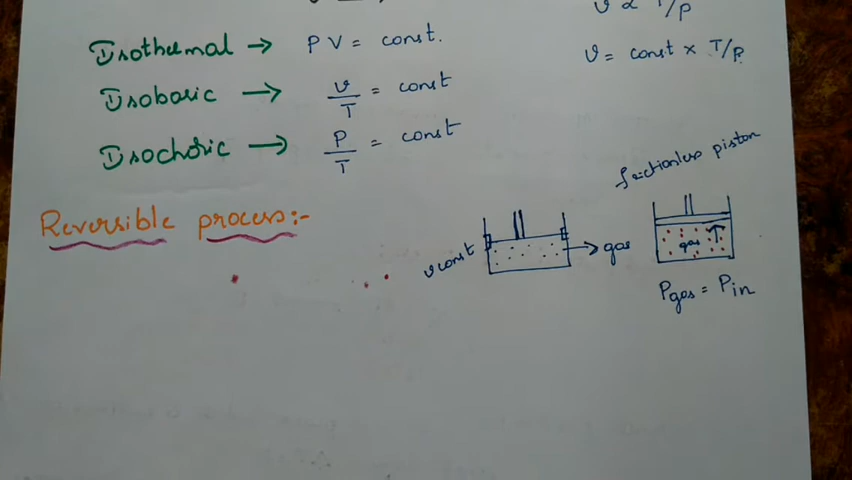 v ∝ T/P
Isothermal → PV = const.
v = const × T/P.
Isobaric → v/T = const
Isochoric → P/T = const
frictionless piston
Reversible process:-
v const
gas
gas
Pgas = Pin